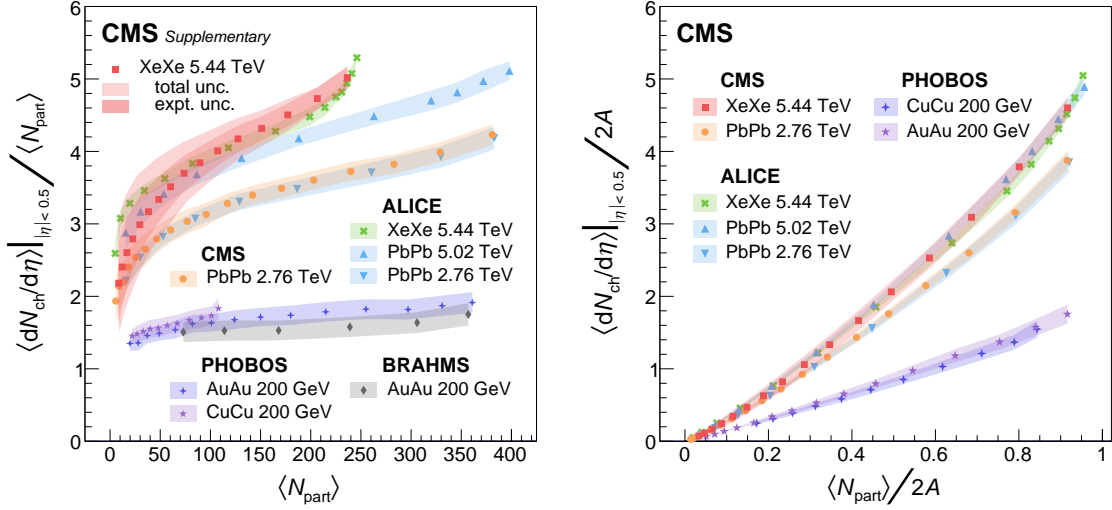 CMS Supplementary
XeXe 5.44 TeV
total unc.
expt. unc.
ALICE
XeXe 5.44 TeV
PbPb 5.02 TeV
PbPb 2.76 TeV
CMS
PbPb 2.76 TeV
PHOBOS
AuAu 200 GeV
CuCu 200 GeV
BRAHMS
AuAu 200 GeV
6
5
4
3
2
1
0
0 50 100 150 200 250 300 350 400
⟨N_part⟩
⟨dN_ch/dη⟩|_|η|<0.5 / ⟨N_part⟩
CMS
CMS
XeXe 5.44 TeV
PbPb 2.76 TeV
PHOBOS
CuCu 200 GeV
AuAu 200 GeV
ALICE
XeXe 5.44 TeV
PbPb 5.02 TeV
PbPb 2.76 TeV
6
5
4
3
2
1
0
0 0.2 0.4 0.6 0.8 1
⟨N_part⟩/2A
⟨dN_ch/dη⟩|_|η|<0.5 / 2A